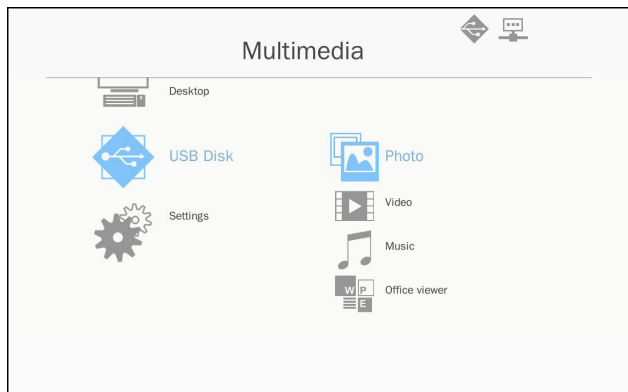 Multimedia
Desktop
USB Disk
Photo
Video
Settings
Music
W P
E
Office viewer